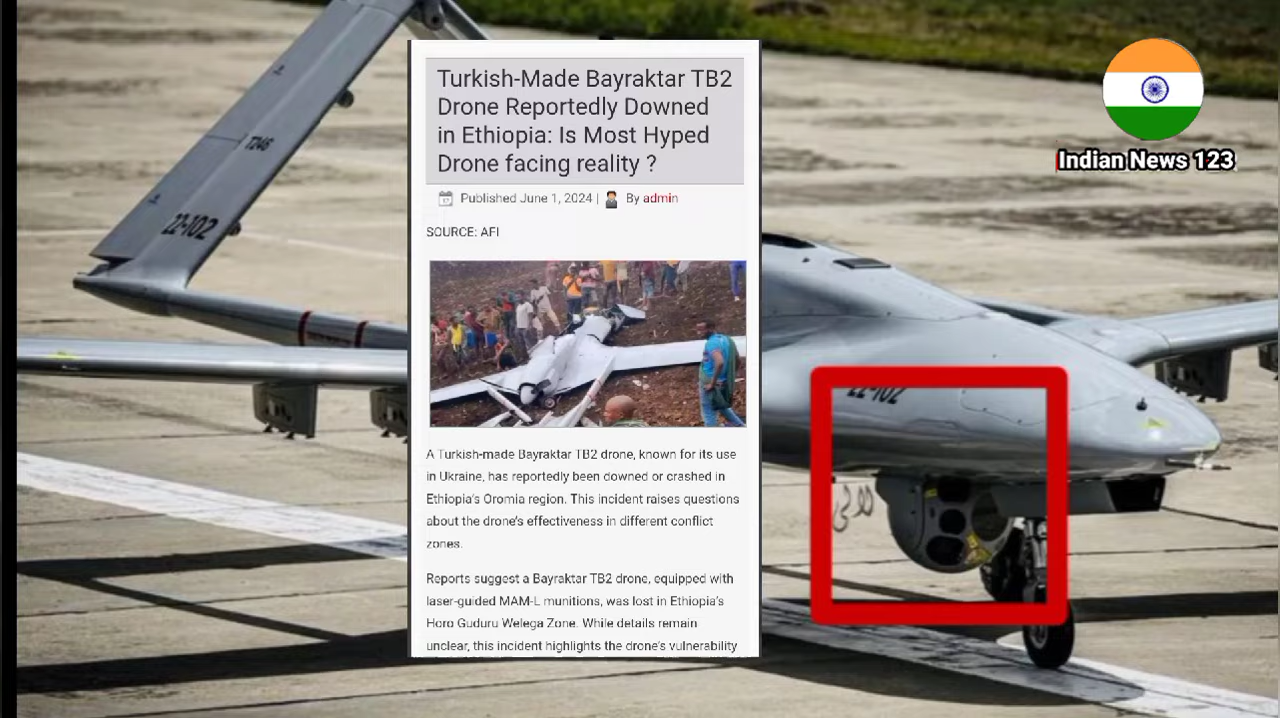 Turkish-Made Bayraktar TB2
Drone Reportedly Downed
in Ethiopia: Is Most Hyped
Drone facing reality ?
Published June 1, 2024 | By admin
SOURCE: AFI
A Turkish-made Bayraktar TB2 drone, known for its use
in Ukraine, has reportedly been downed or crashed in
Ethiopia's Oromia region. This incident raises questions
about the drone's effectiveness in different conflict
zones.
Reports suggest a Bayraktar TB2 drone, equipped with
laser-guided MAM-L munitions, was lost in Ethiopia's
Horo Guduru Welega Zone. While details remain
unclear, this incident highlights the drone's vulnerability
Indian News 123
T246
22-102
22-102